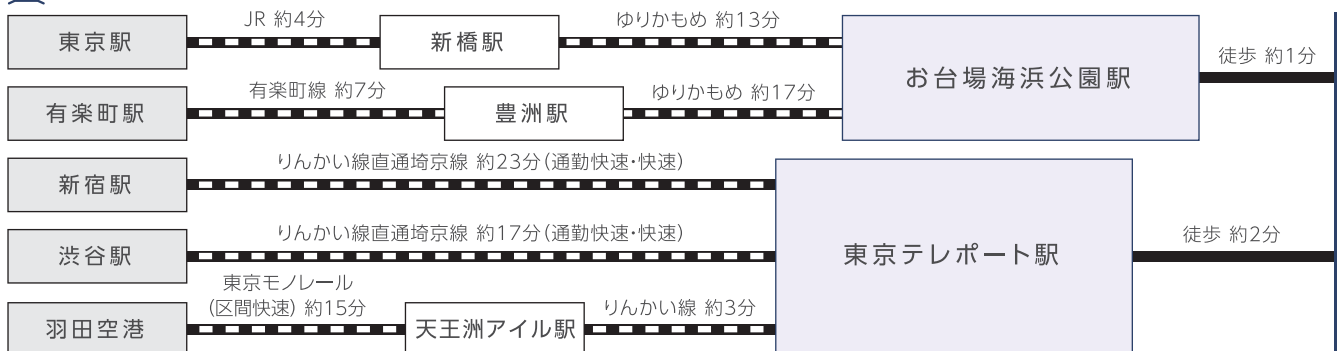 JR 約4分
ゆりかもめ 約13分
東京駅
新橋駅
お台場海浜公園駅
徒歩 約1分
有楽町線 約7分
ゆりかもめ 約17分
有楽町駅
豊洲駅
りんかい線直通埼京線 約23分(通勤快速・快速)
新宿駅
りんかい線直通埼京線 約17分(通勤快速・快速)
渋谷駅
東京テレポート駅
徒歩 約2分
東京モノレール
(区間快速) 約15分
りんかい線 約3分
羽田空港
天王洲アイル駅